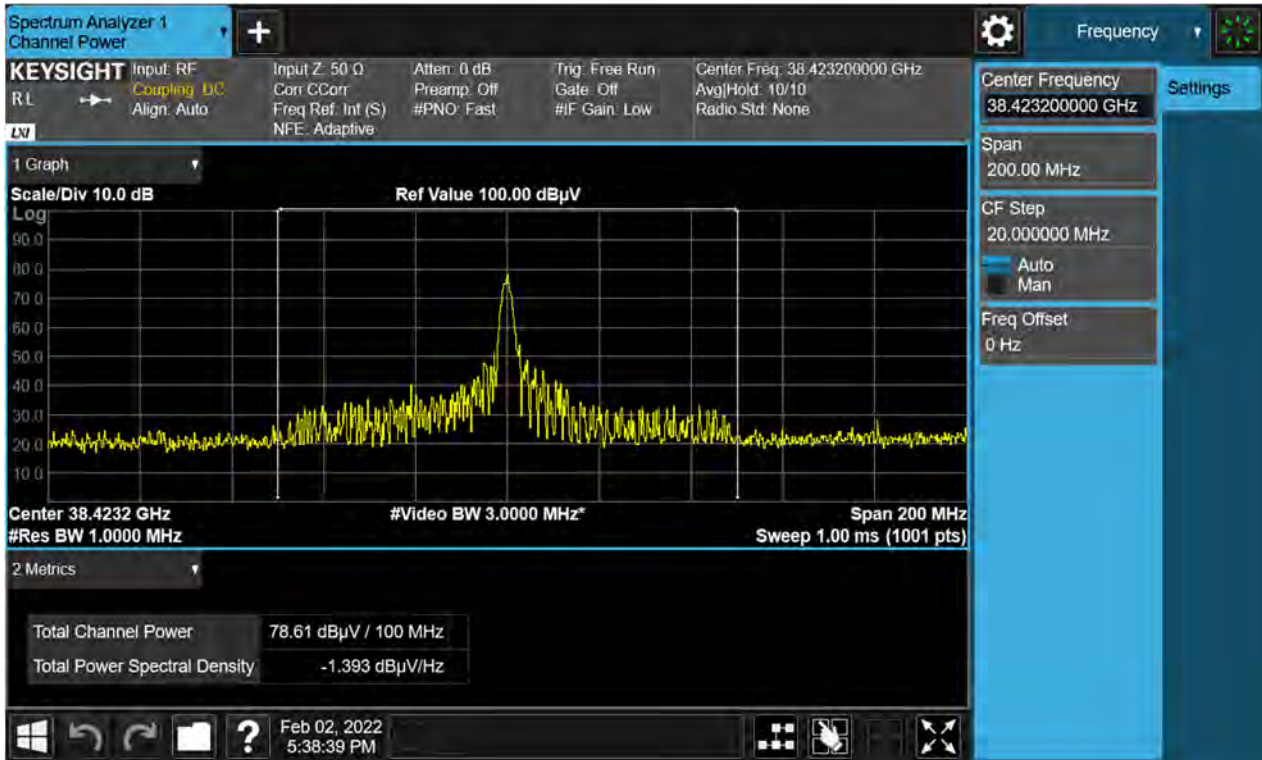 Spectrum Analyzer 1
Channel Power
+
Frequency
KEYSIGHT
RL
LXI
Input: RF
Coupling: DC
Align: Auto
Input Z: 50 Ω
Corr CCorr
Freq Ref: Int (S)
NFE: Adaptive
Atten: 0 dB
Preamp: Off
#PNO: Fast
Trig: Free Run
Gate: Off
#IF Gain: Low
Center Freq: 38.423200000 GHz
Avg|Hold: 10/10
Radio Std: None
Center Frequency
38.423200000 GHz
Settings
Span
200.00 MHz
CF Step
20.000000 MHz
Auto
Man
Freq Offset
0 Hz
1 Graph
Scale/Div 10.0 dB
Ref Value 100.00 dBµV
Log
90.0
80.0
70.0
60.0
50.0
40.0
30.0
20.0
10.0
Center 38.4232 GHz
#Video BW 3.0000 MHz*
Span 200 MHz
#Res BW 1.0000 MHz
Sweep 1.00 ms (1001 pts)
2 Metrics
Total Channel Power 78.61 dBµV / 100 MHz
Total Power Spectral Density -1.393 dBµV/Hz
?
Feb 02, 2022
5:38:39 PM